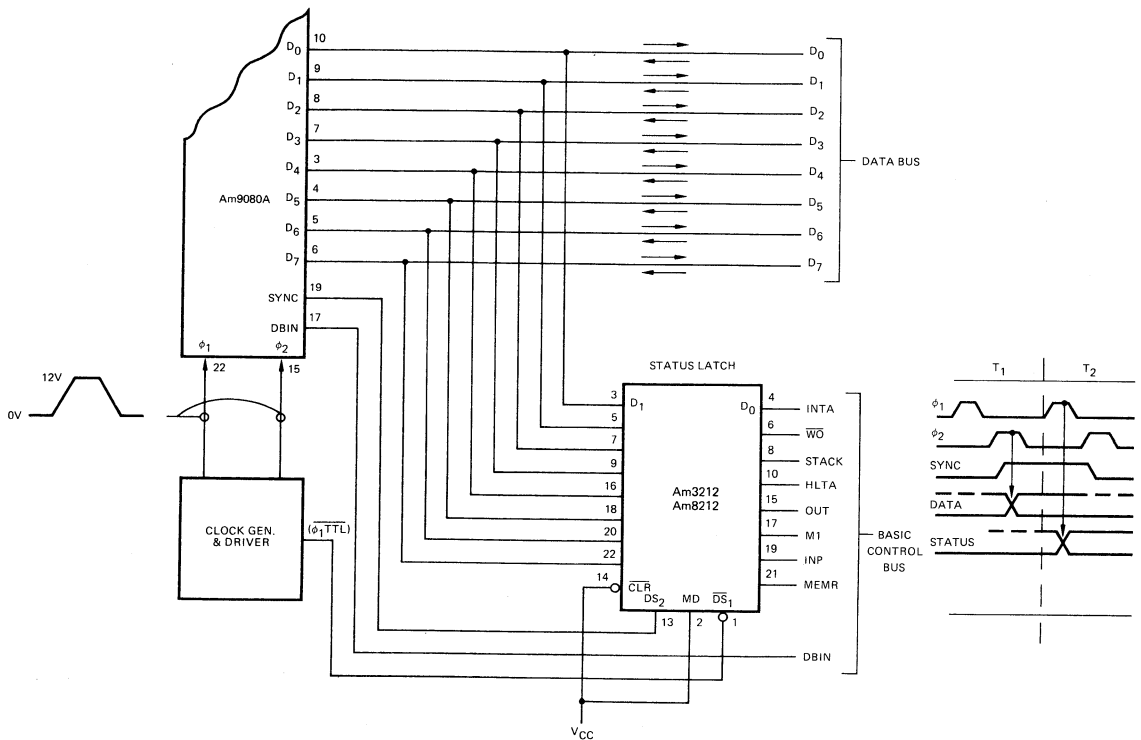 D0 10 D0
D1 9 D1
D2 8 D2
D3 7 D3
D4 3 D4
Am9080A
D5 4 D5
D6 5 D6
D7 6 D7
DATA BUS
SYNC 19
DBIN 17
ϕ1 ϕ2
22 15
12V
0V
CLOCK GEN.
& DRIVER
(ϕ̅1̅ T̅T̅L̅)
STATUS LATCH
3 D1 D0 4 INTA
5 6 W̅O̅
7 8 STACK
9 10 HLTA
16 15 OUT
18 17 M1
20 19 INP
22 21 MEMR
Am3212
Am8212
14 C̅L̅R̅
DS2 MD D̅S̅1
13 2 1
DBIN
VCC
BASIC
CONTROL
BUS
T1 T2
ϕ1
ϕ2
SYNC
DATA
STATUS